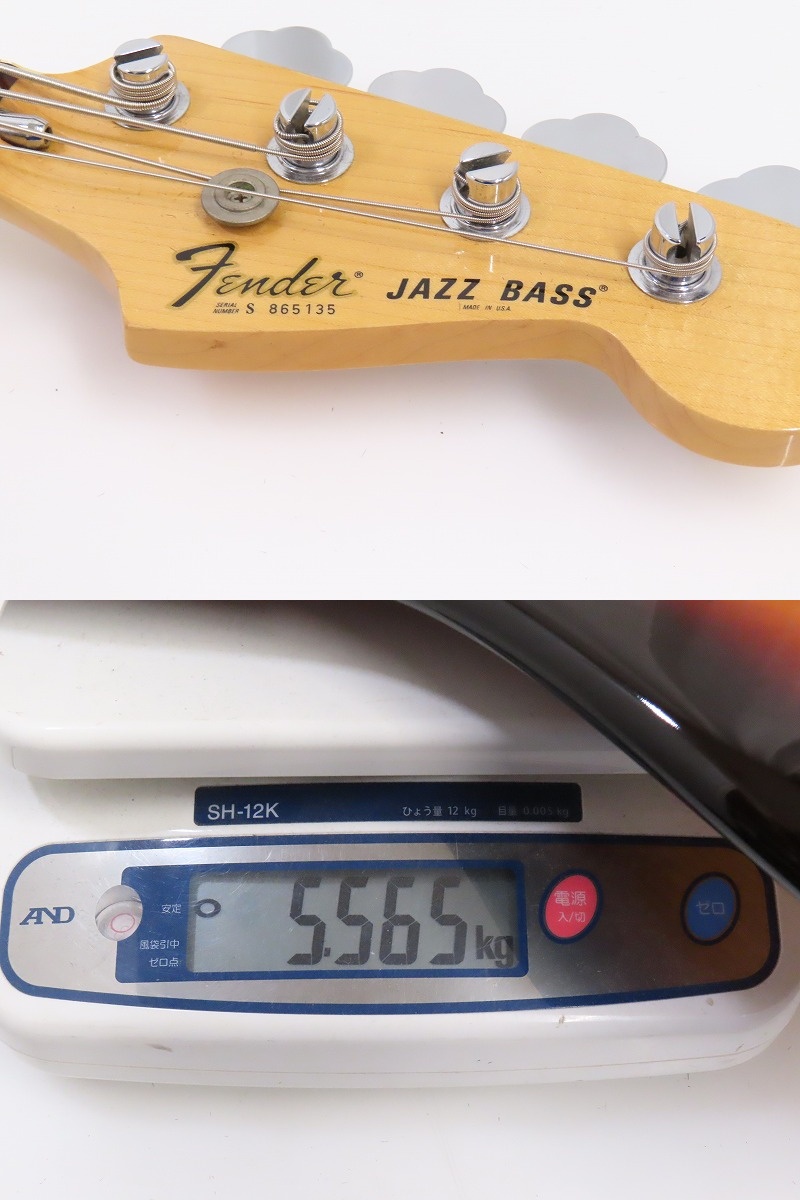 Fender®
SERIAL
NUMBER S 865135
JAZZ BASS®
MADE IN U.S.A.
SH-12K ひょう量 12 kg 目量 0.005 kg
AND
安定
風袋引中
ゼロ点
5.565 kg
電源
入/切
ゼロ